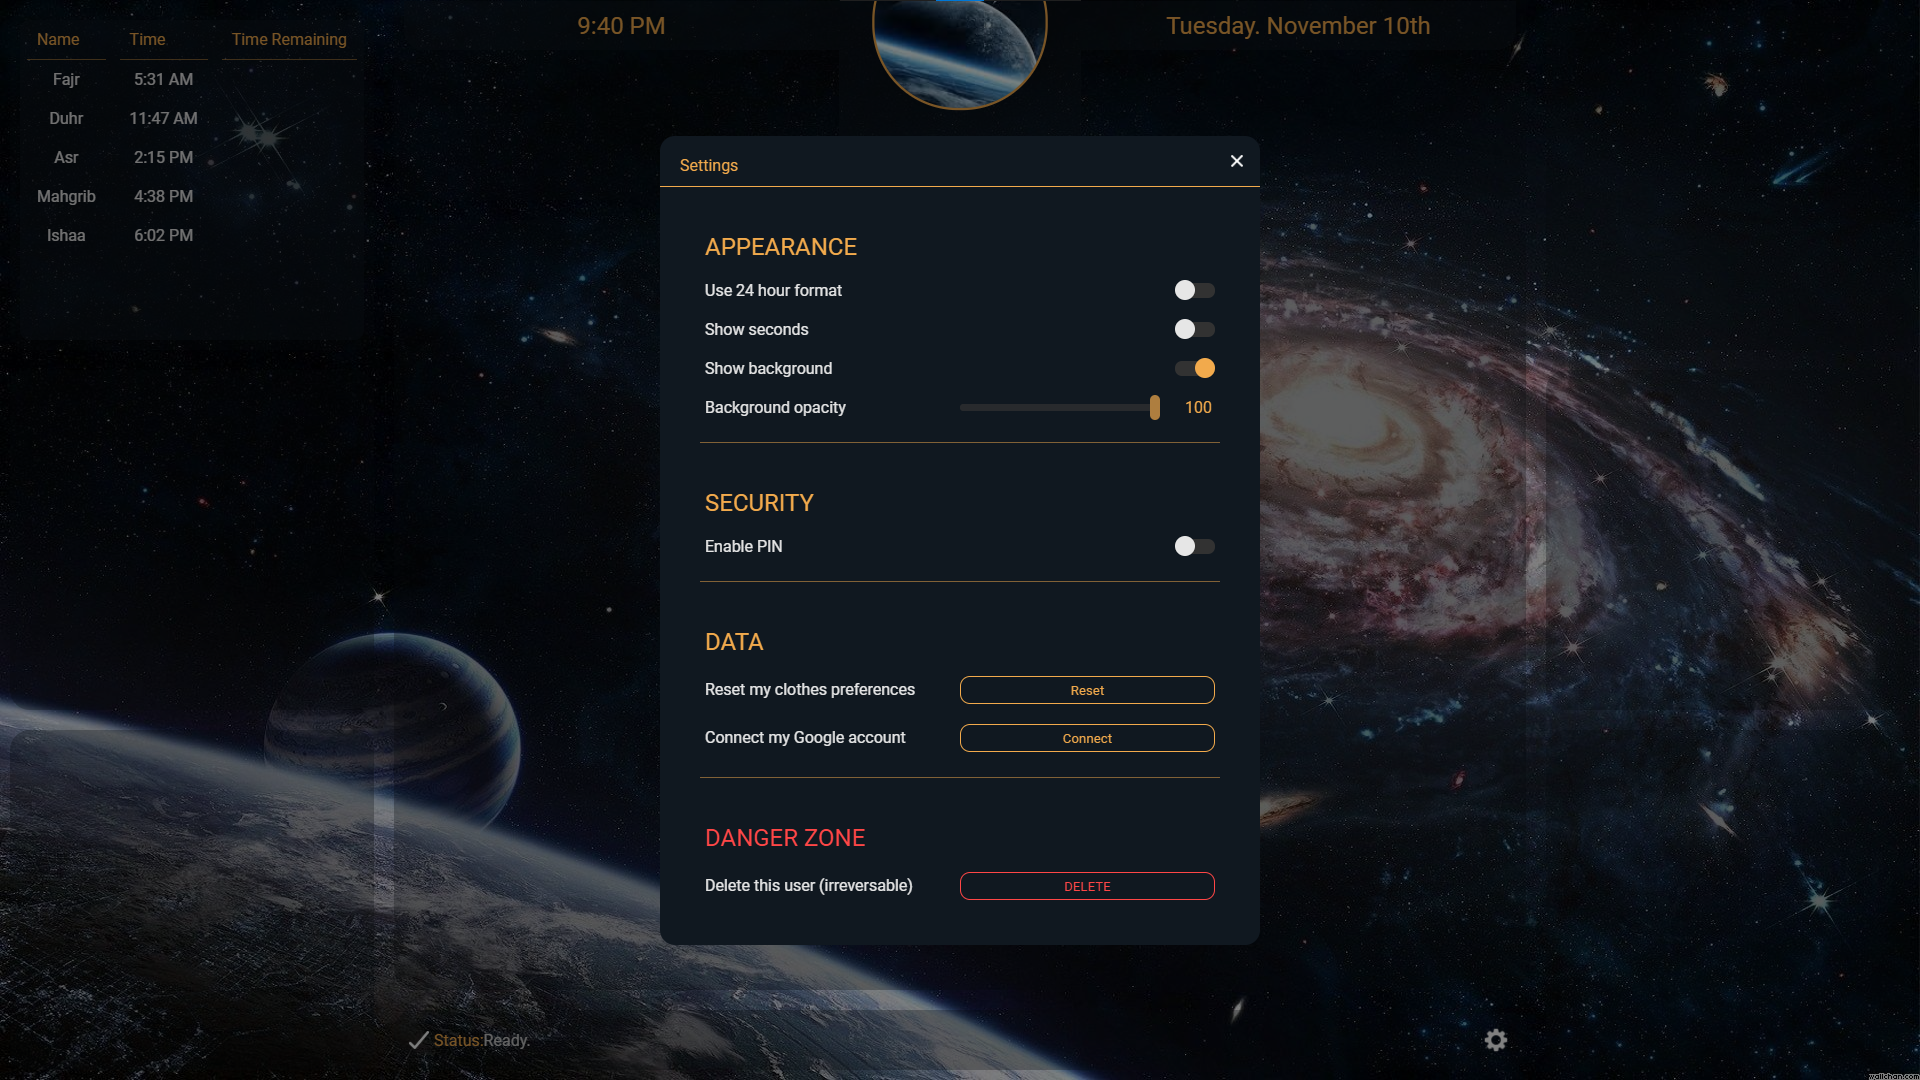 9:40 PM
Tuesday. November 10th
Name Time Time Remaining
Fajr 5:31 AM
Duhr 11:47 AM
Asr 2:15 PM
Mahgrib 4:38 PM
Ishaa 6:02 PM
Settings
APPEARANCE
Use 24 hour format
Show seconds
Show background
Background opacity 100
SECURITY
Enable PIN
DATA
Reset my clothes preferences Reset
Connect my Google account Connect
DANGER ZONE
Delete this user (irreversable) DELETE
Status:Ready.
wallchan.com